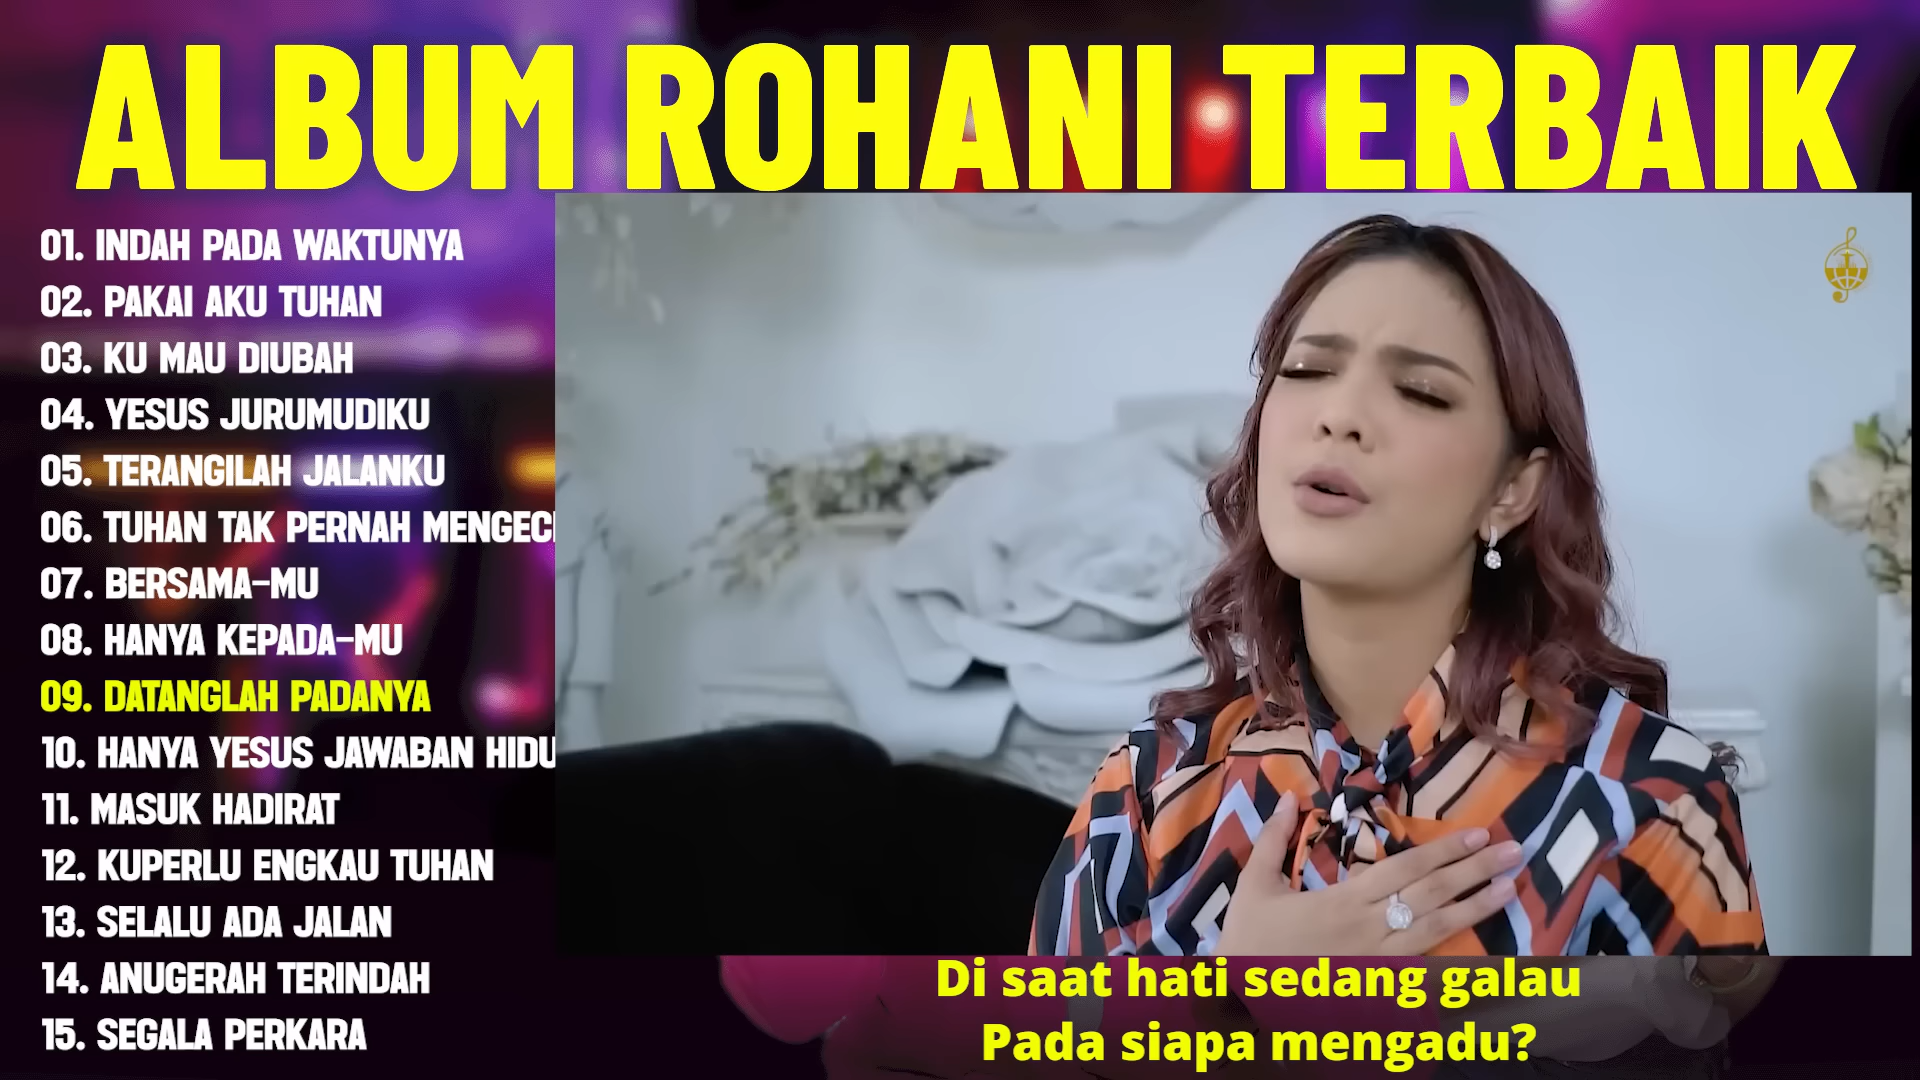 ALBUM ROHANI TERBAIK
01. INDAH PADA WAKTUNYA
02. PAKAI AKU TUHAN
03. KU MAU DIUBAH
04. YESUS JURUMUDIKU
05. TERANGILAH JALANKU
06. TUHAN TAK PERNAH
07. BERSAMA-MU
08. HANYA KEPADA-MU
09. DATANGLAH PADANYA
10. HANYA YESUS JAWABAN HIDU
11. MASUK HADIRAT
12. KUPERLU ENGKAU TUHAN
13. SELALU ADA JALAN
14. ANUGERAH TERINDAH
15. SEGALA PERKARA
Di saat hati sedang galau
Pada siapa mengadu?